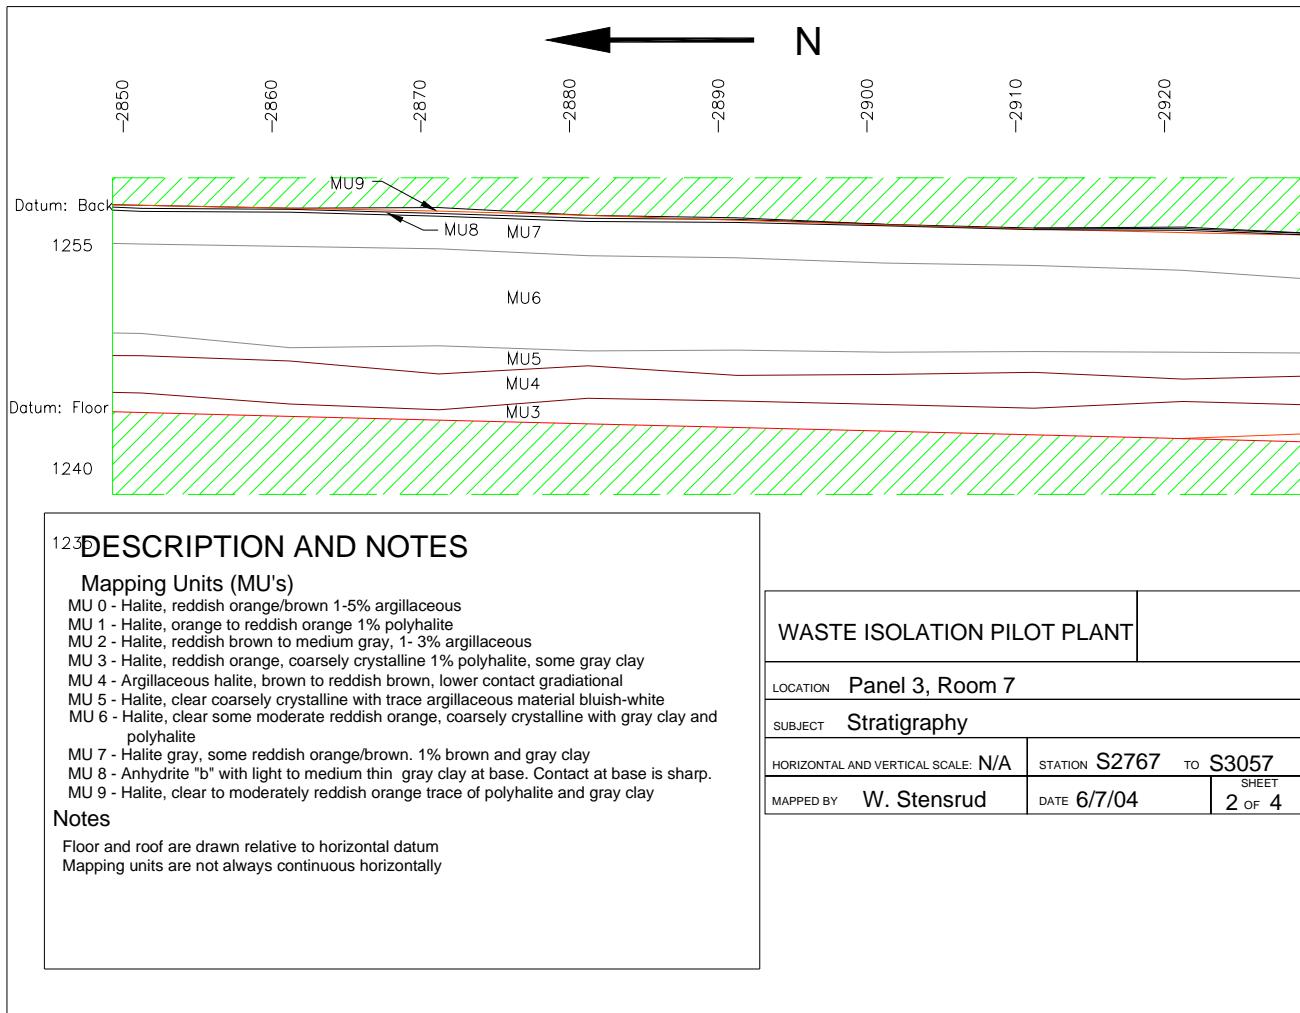 N
-2850
-2860
-2870
-2880
-2890
-2900
-2910
-2920
MU9
Datum: Back
MU8
MU7
1255
MU6
MU5
MU4
Datum: Floor
MU3
1240
1235
DESCRIPTION AND NOTES
Mapping Units (MU's)
MU 0 - Halite, reddish orange/brown 1-5% argillaceous
MU 1 - Halite, orange to reddish orange 1% polyhalite
MU 2 - Halite, reddish brown to medium gray, 1- 3% argillaceous
MU 3 - Halite, reddish orange, coarsely crystalline 1% polyhalite, some gray clay
MU 4 - Argillaceous halite, brown to reddish brown, lower contact gradiational
MU 5 - Halite, clear coarsely crystalline with trace argillaceous material bluish-white
MU 6 - Halite, clear some moderate reddish orange, coarsely crystalline with gray clay and
polyhalite
MU 7 - Halite gray, some reddish orange/brown. 1% brown and gray clay
MU 8 - Anhydrite "b" with light to medium thin gray clay at base. Contact at base is sharp.
MU 9 - Halite, clear to moderately reddish orange trace of polyhalite and gray clay
Notes
Floor and roof are drawn relative to horizontal datum
Mapping units are not always continuous horizontally
WASTE ISOLATION PILOT PLANT
LOCATION Panel 3, Room 7
SUBJECT Stratigraphy
HORIZONTAL AND VERTICAL SCALE: N/A STATION S2767 TO S3057
MAPPED BY W. Stensrud DATE 6/7/04 SHEET
2 OF 4